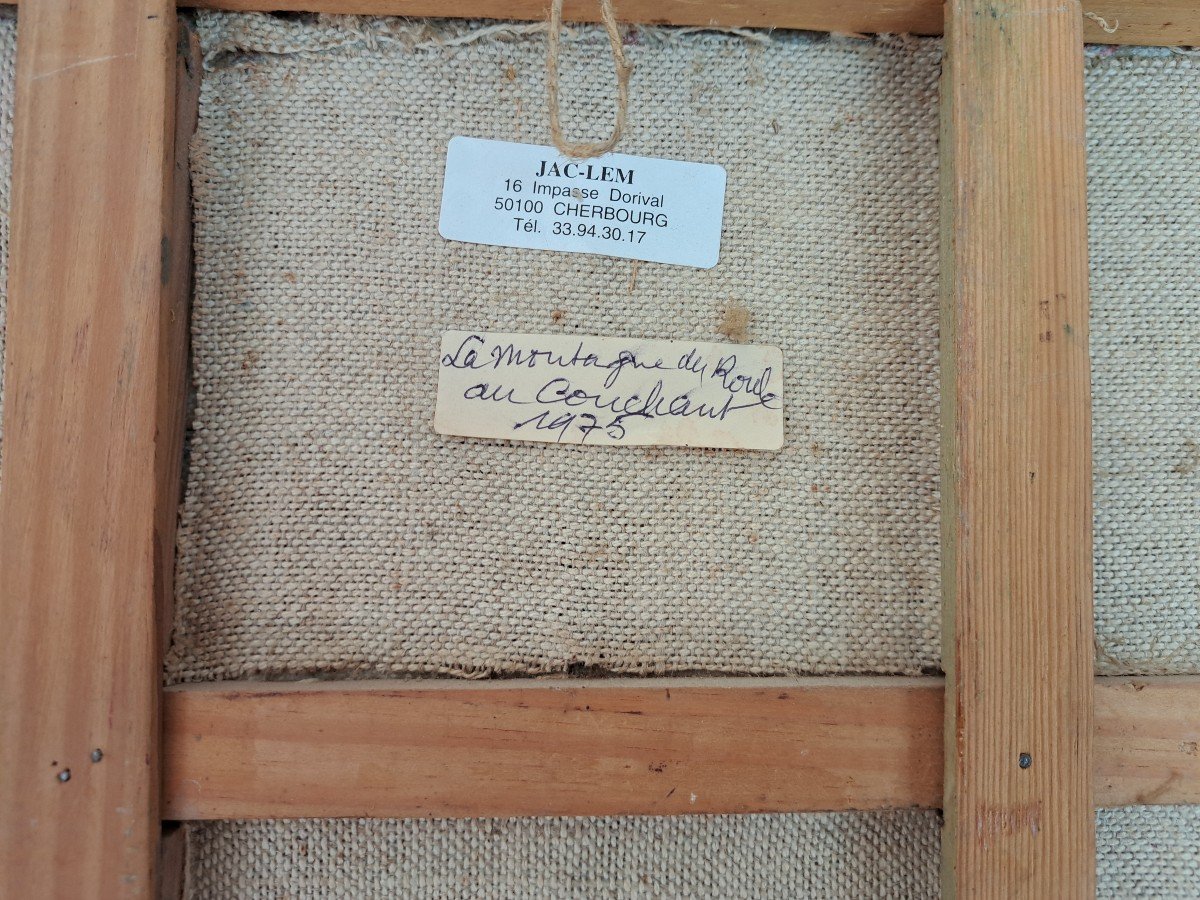 JAC-LEM
16 Impasse Dorival
50100 CHERBOURG
Tél. 33.94.30.17
La Montagne du Roule
au Couchant
1975